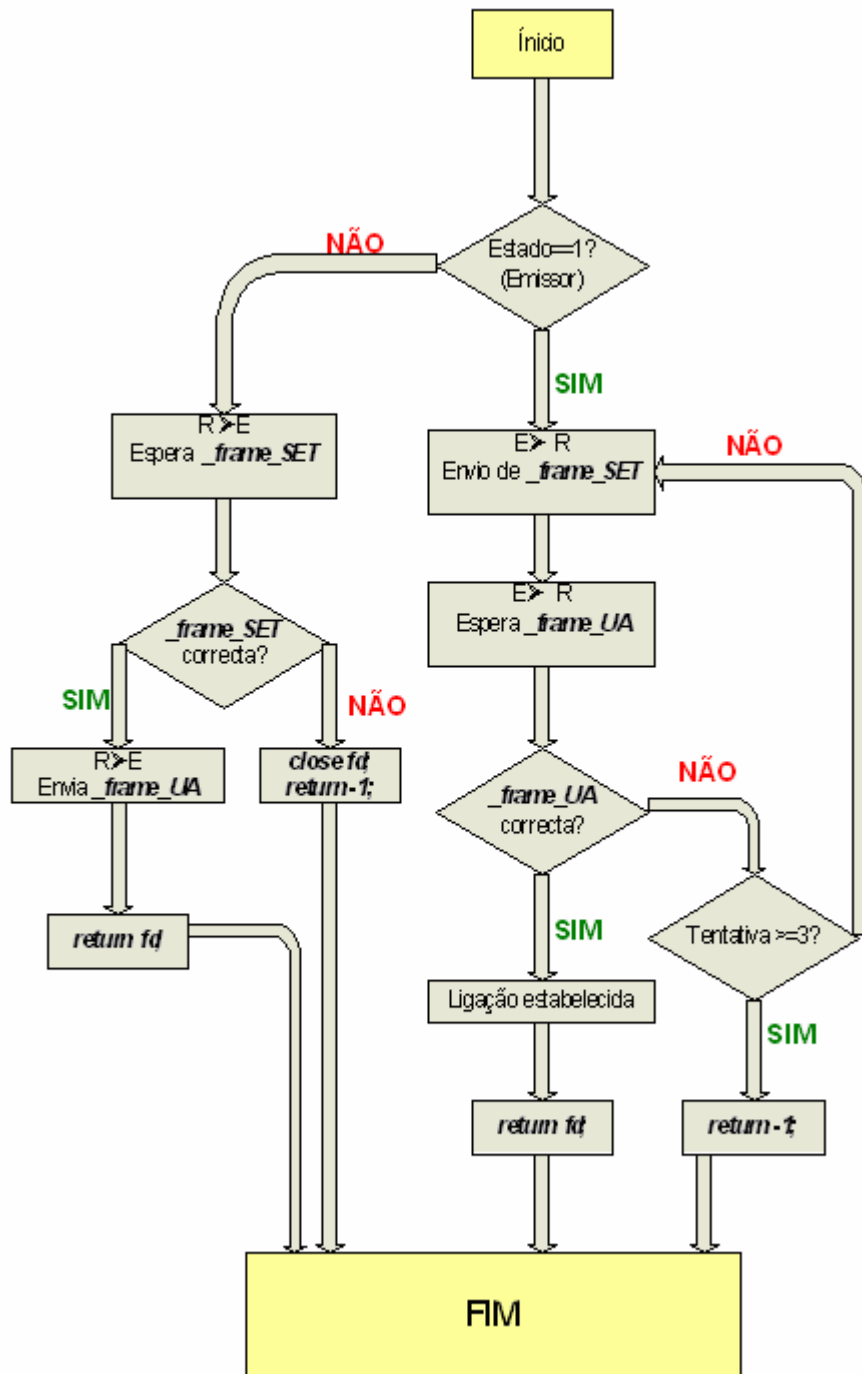 Ínicio
Estado==1?
(Emissor)
NÃO
SIM
R➤E
Espera _frame_SET
E➤ R
Envio de _frame_SET
NÃO
E➤ R
Espera _frame_UA
_frame_SET
correcta?
SIM
NÃO
R➤E
Envia _frame_UA
close fd;
return -1;
_frame_UA
correcta?
NÃO
SIM
return fd;
Tentativa >=3?
Ligação estabelecida
SIM
return fd;
return -1;
FIM